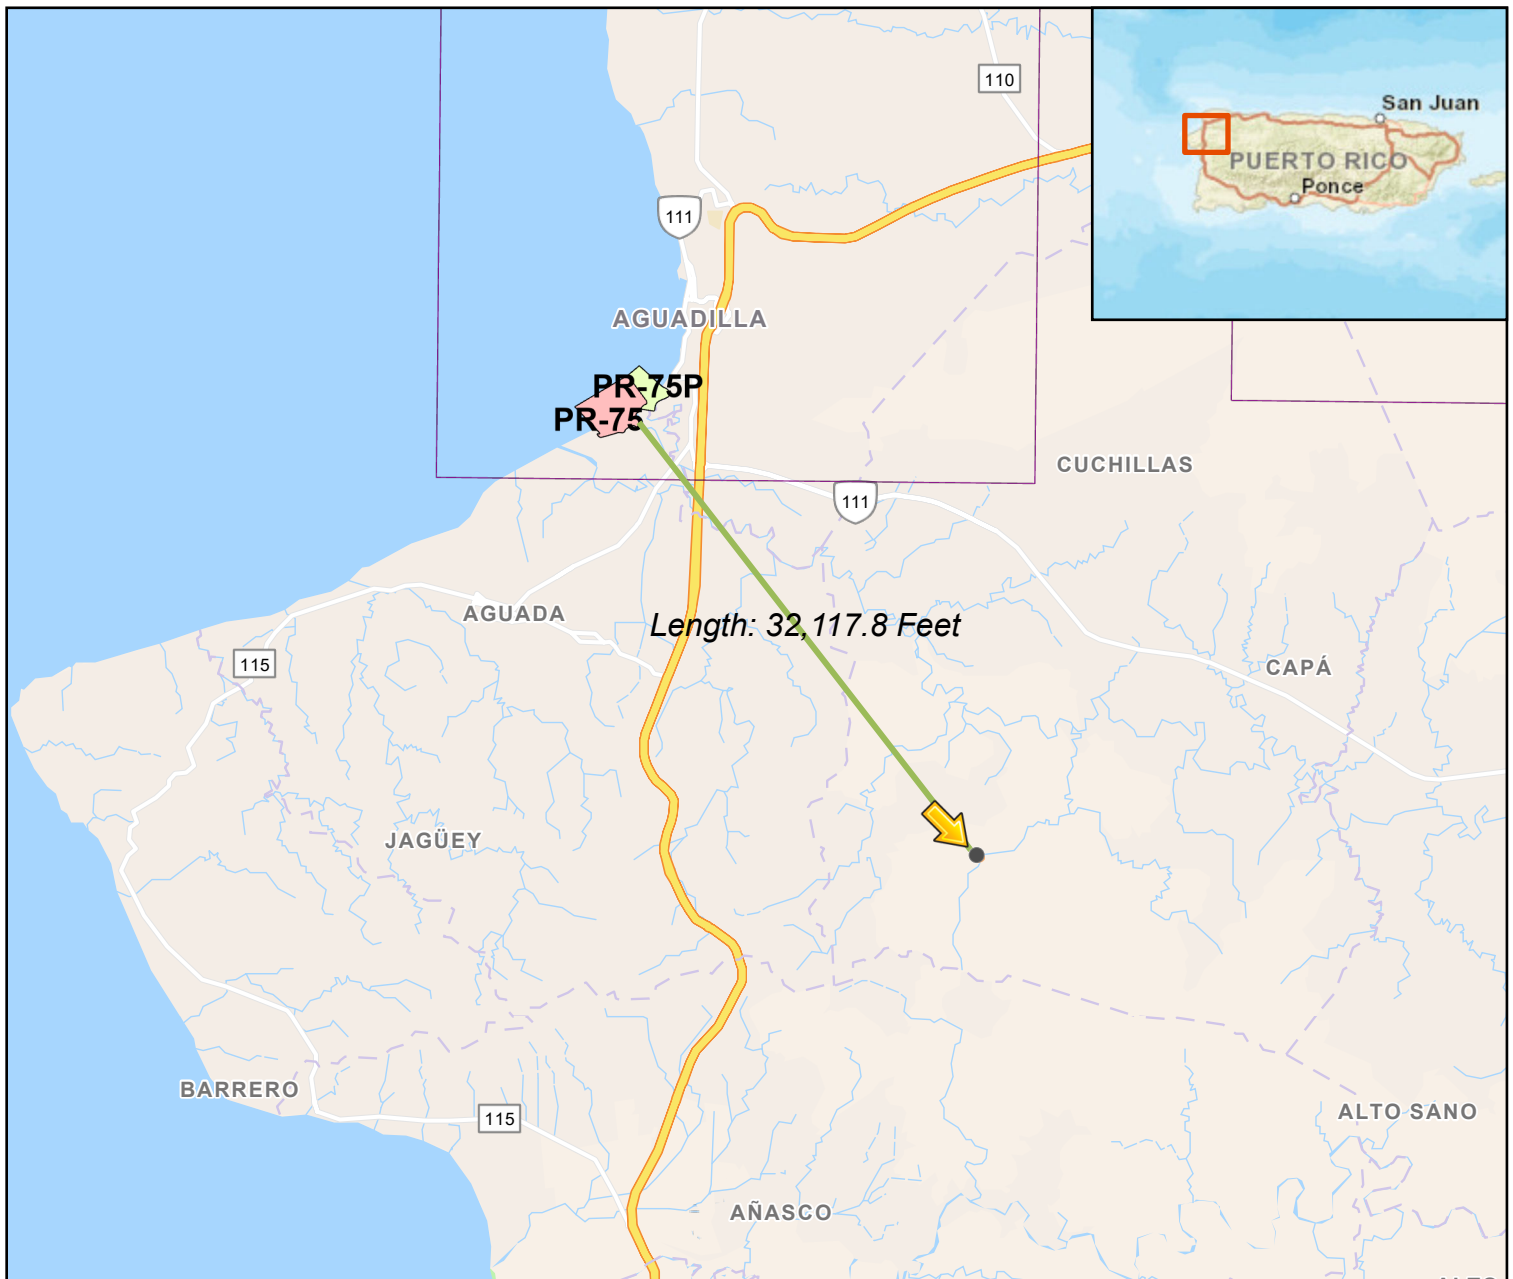 110
San Juan
PUERTO RICO
Ponce
111
AGUADILLA
PR-75P
PR-75
CUCHILLAS
111
AGUADA
Length: 32,117.8 Feet
115
CAPÁ
JAGÜEY
BARRERO
115
ALTO SANO
AÑASCO